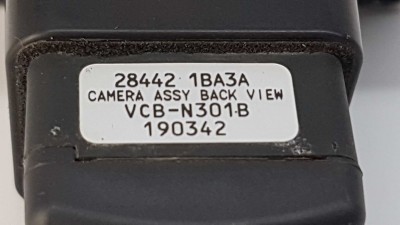 28442 1BA3A
CAMERA ASSY BACK VIEW
VCB-N301B
190342